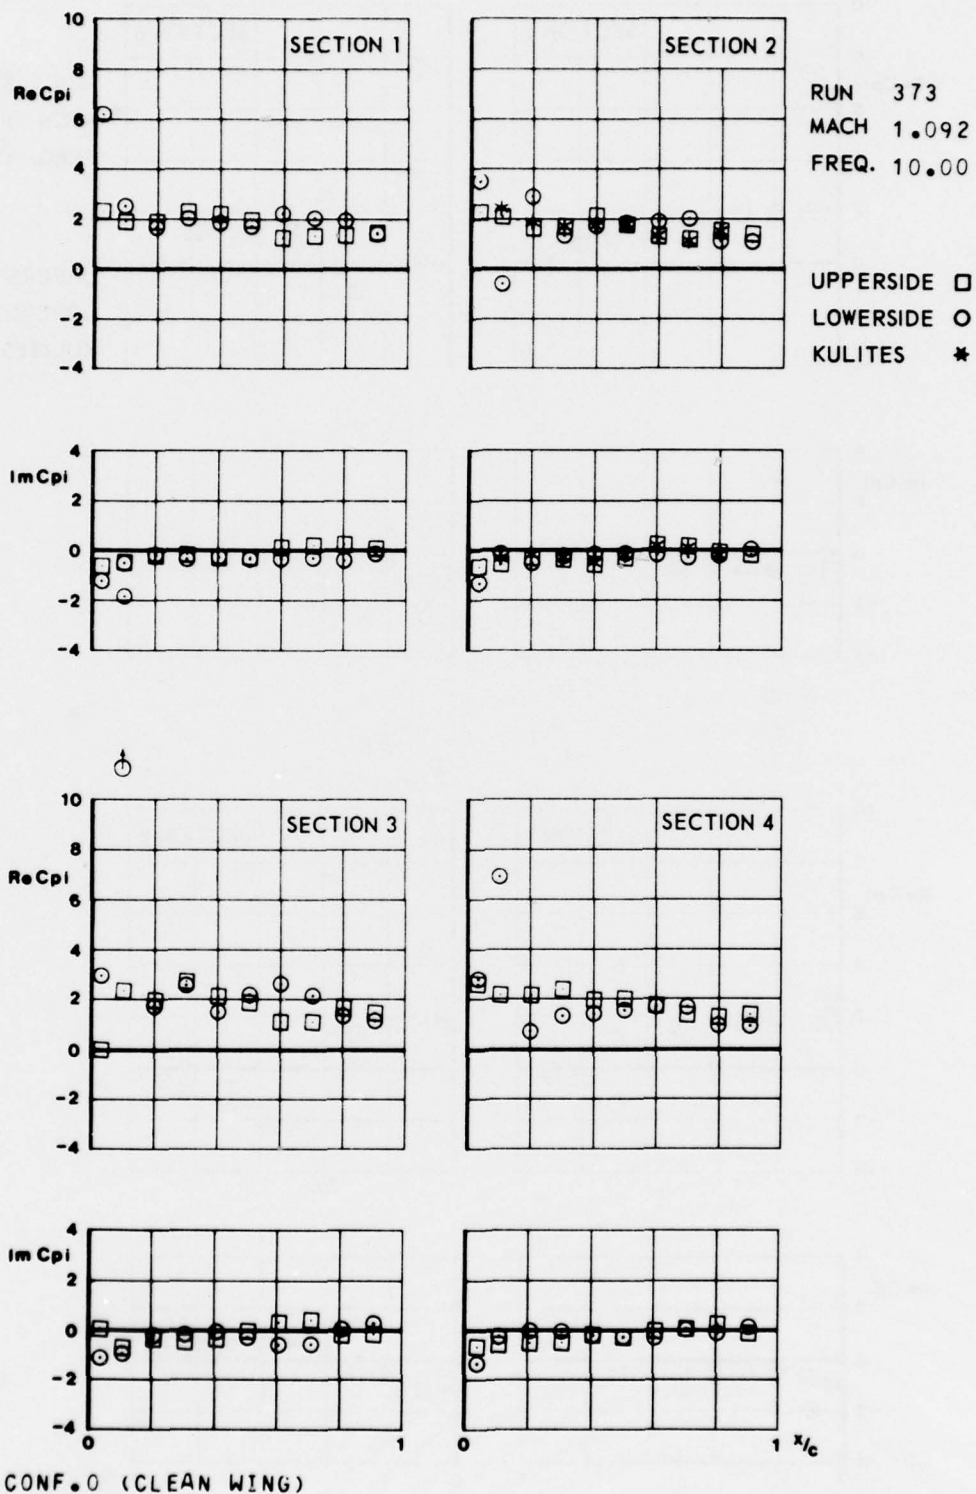 10
8
6
4
2
0
-2
-4
ReCpi
SECTION 1
SECTION 2
RUN 373
MACH 1.092
FREQ. 10.00
UPPERSIDE □
LOWERSIDE ○
KULITES *
4
2
0
-2
-4
ImCpi
10
8
6
4
2
0
-2
-4
ReCpi
SECTION 3
SECTION 4
4
2
0
-2
-4
ImCpi
0
1
0
1
x/c
CONF.0 (CLEAN WING)